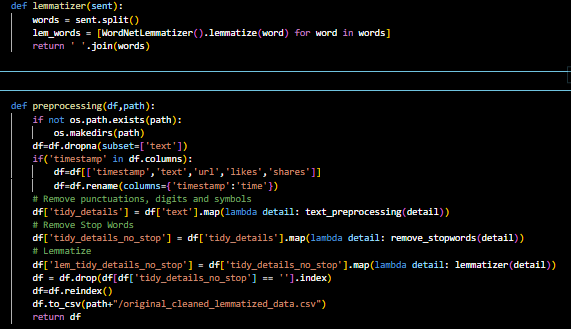 def lemmatizer(sent):
    words = sent.split()
    lem_words = [WordNetLemmatizer().lemmatize(word) for word in words]
    return ' '.join(words)
def preprocessing(df,path):
    if not os.path.exists(path):
        os.makedirs(path)
    df=df.dropna(subset=['text'])
    if('timestamp' in df.columns):
        df=df[['timestamp','text','url','likes','shares']]
        df=df.rename(columns={'timestamp':'time'})
    # Remove punctuations, digits and symbols
    df['tidy_details'] = df['text'].map(lambda detail: text_preprocessing(detail))
    # Remove Stop Words
    df['tidy_details_no_stop'] = df['tidy_details'].map(lambda detail: remove_stopwords(detail))
    # Lemmatize
    df['lem_tidy_details_no_stop'] = df['tidy_details_no_stop'].map(lambda detail: lemmatizer(detail))
    df = df.drop(df[df['tidy_details_no_stop'] == ''].index)
    df=df.reindex()
    df.to_csv(path+"/original_cleaned_lemmatized_data.csv")
    return df